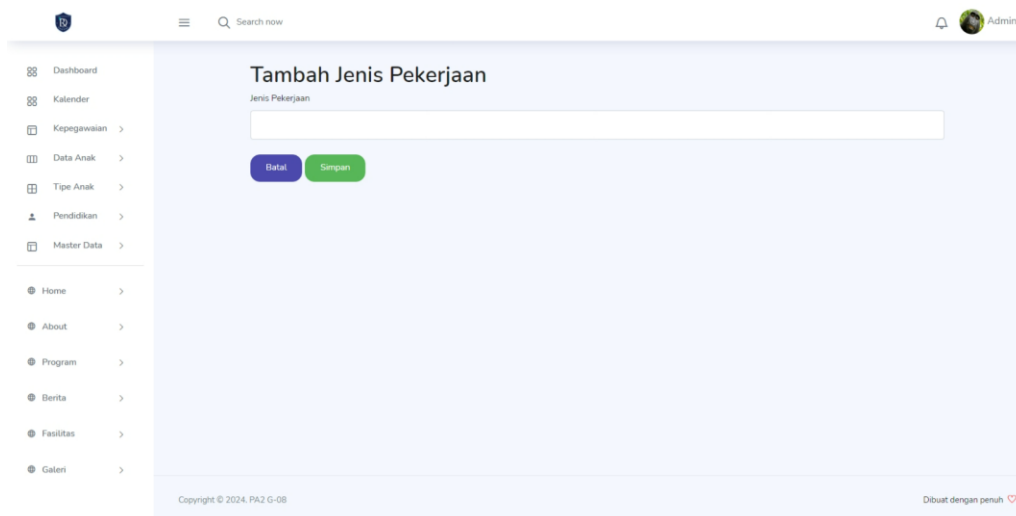 Search now
Admin
Dashboard
Kalender
Kepegawaian
Data Anak
Tipe Anak
Pendidikan
Master Data
Home
About
Program
Berita
Fasilitas
Galeri
Tambah Jenis Pekerjaan
Jenis Pekerjaan
Batal
Simpan
Copyright © 2024. PA2 G-08
Dibuat dengan penuh